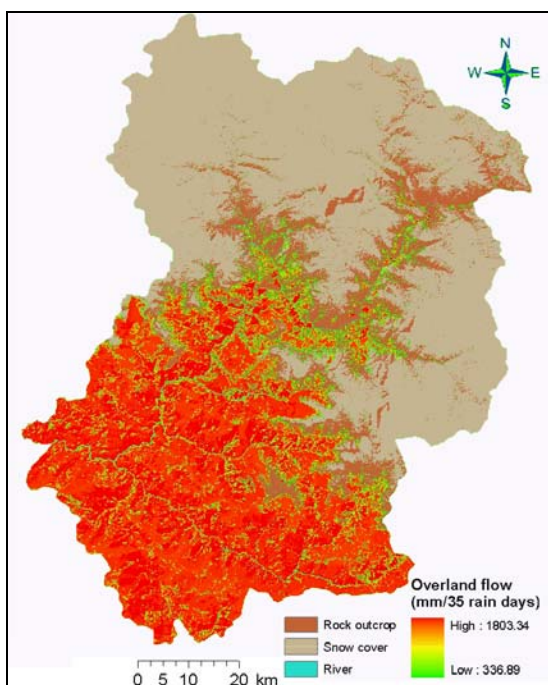 N
W E
S
Overland flow
(mm/35 rain days)
Rock outcrop
High : 1803.34
Snow cover
River
Low : 336.89
0 5 10 20 km